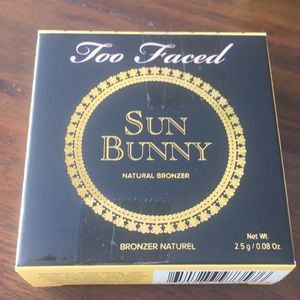 Too Faced
SUN
BUNNY
NATURAL BRONZER
BRONZER NATUREL
Net Wt.
2.5 g / 0.08 Oz.